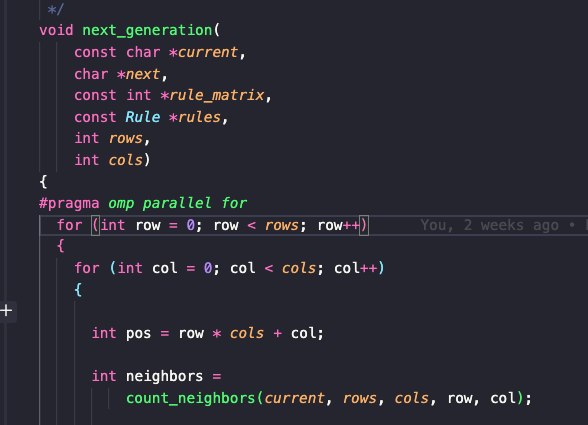 */
void next_generation(
    const char *current,
    char *next,
    const int *rule_matrix,
    const Rule *rules,
    int rows,
    int cols)
{
#pragma omp parallel for
  for (int row = 0; row < rows; row++)    You, 2 weeks ago •
  {
    for (int col = 0; col < cols; col++)
    {

      int pos = row * cols + col;

      int neighbors =
          count_neighbors(current, rows, cols, row, col);